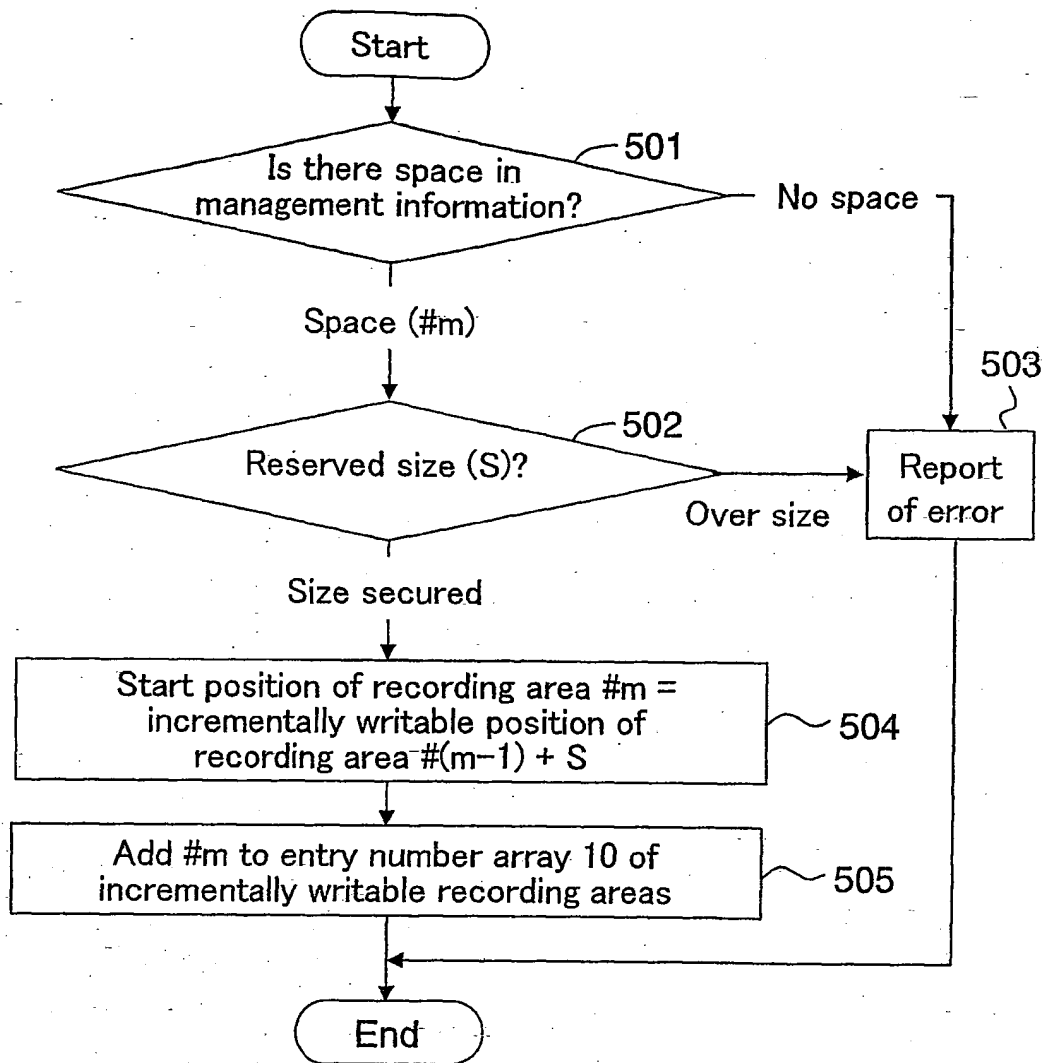 Start
501
Is there space in
management information?
No space
Space (#m)
503
502
Reserved size (S)?
Report
of error
Over size
Size secured
Start position of recording area #m =
incrementally writable position of
recording area #(m-1) + S
504
Add #m to entry number array 10 of
incrementally writable recording areas
505
End